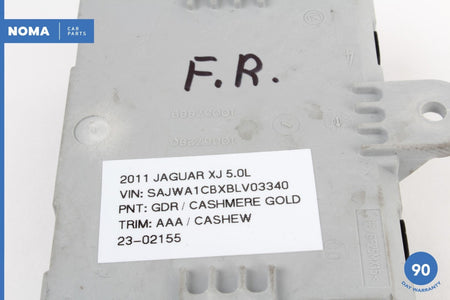 NOMA CAR PARTS
F.R.
2011 JAGUAR XJ 5.0L
VIN: SAJWA1CBXBLV03340
PNT: GDR / CASHMERE GOLD
TRIM: AAA / CASHEW
23-02155
90
DAY WARRANTY